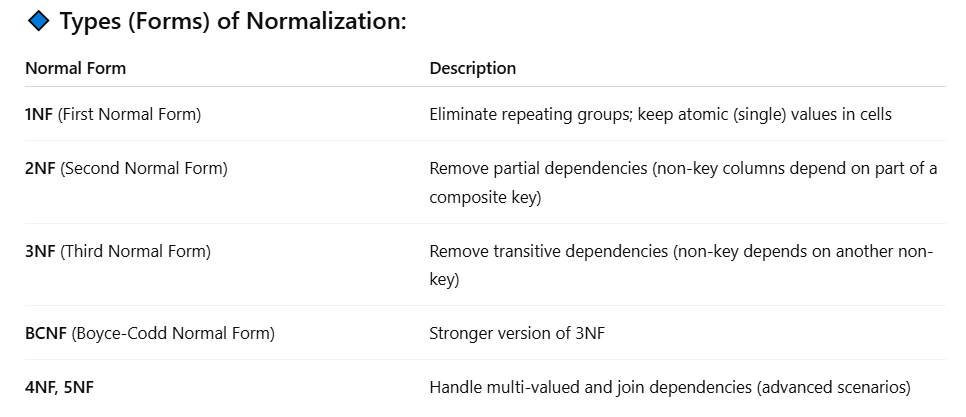 Types (Forms) of Normalization:
Normal Form Description
1NF (First Normal Form) Eliminate repeating groups; keep atomic (single) values in cells
2NF (Second Normal Form) Remove partial dependencies (non-key columns depend on part of a
composite key)
3NF (Third Normal Form) Remove transitive dependencies (non-key depends on another non-
key)
BCNF (Boyce-Codd Normal Form) Stronger version of 3NF
4NF, 5NF Handle multi-valued and join dependencies (advanced scenarios)